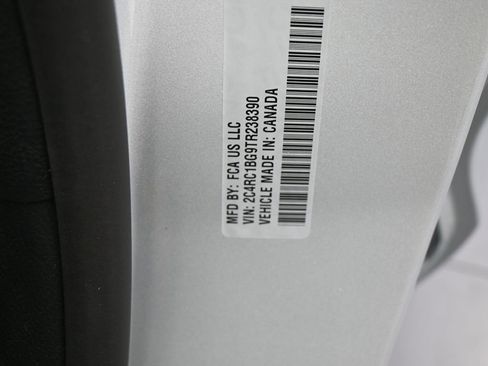 MFD BY: FCA US LLC
VIN: 2C4RC1BG9TR238390
VEHICLE MADE IN: CANADA